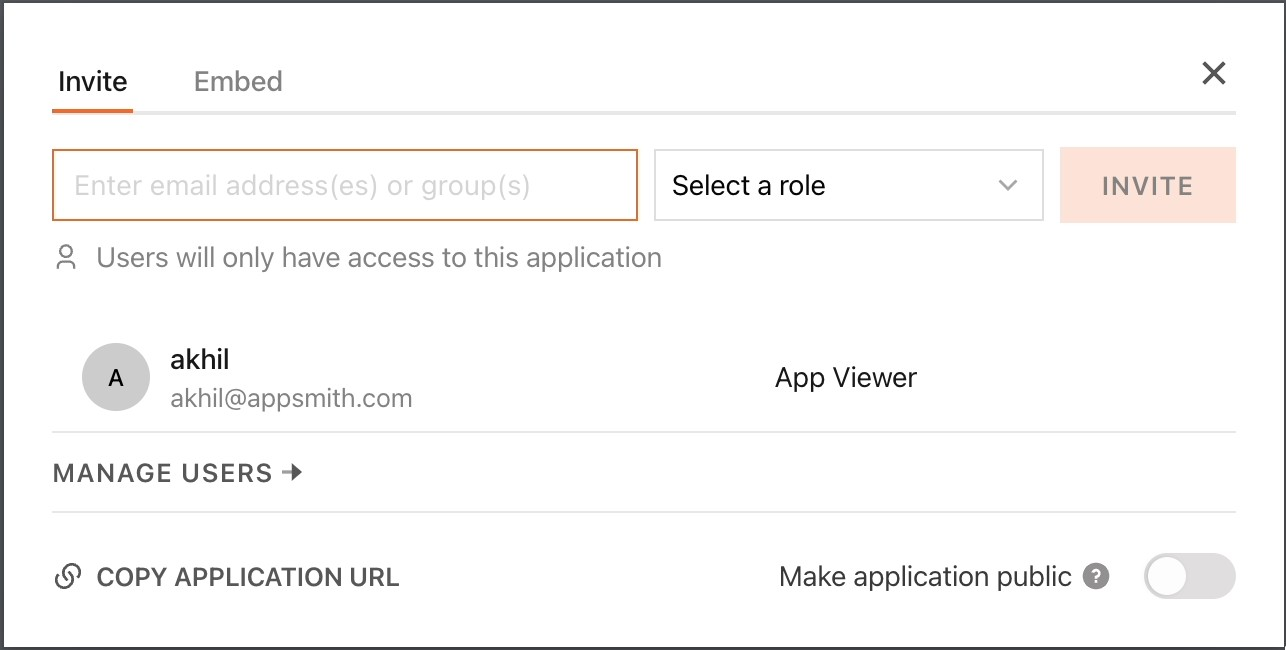 Invite Embed
Enter email address(es) or group(s) Select a role INVITE
Users will only have access to this application
A akhil App Viewer
akhil@appsmith.com
MANAGE USERS
COPY APPLICATION URL Make application public ?